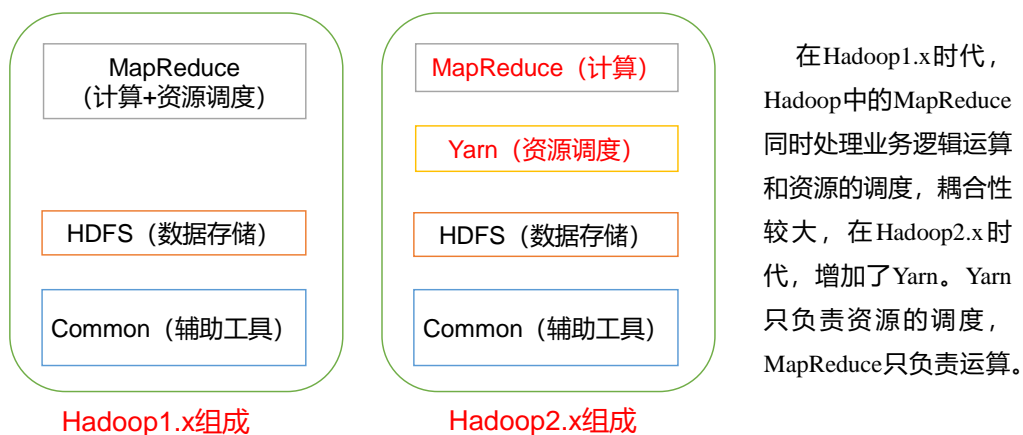 MapReduce
(计算+资源调度)
HDFS(数据存储)
Common(辅助工具)
Hadoop1.x组成
MapReduce(计算)
Yarn(资源调度)
HDFS(数据存储)
Common(辅助工具)
Hadoop2.x组成
在Hadoop1.x时代,
Hadoop中的MapReduce
同时处理业务逻辑运算
和资源的调度,耦合性
较大,在Hadoop2.x时
代,增加了Yarn。Yarn
只负责资源的调度,
MapReduce只负责运算。